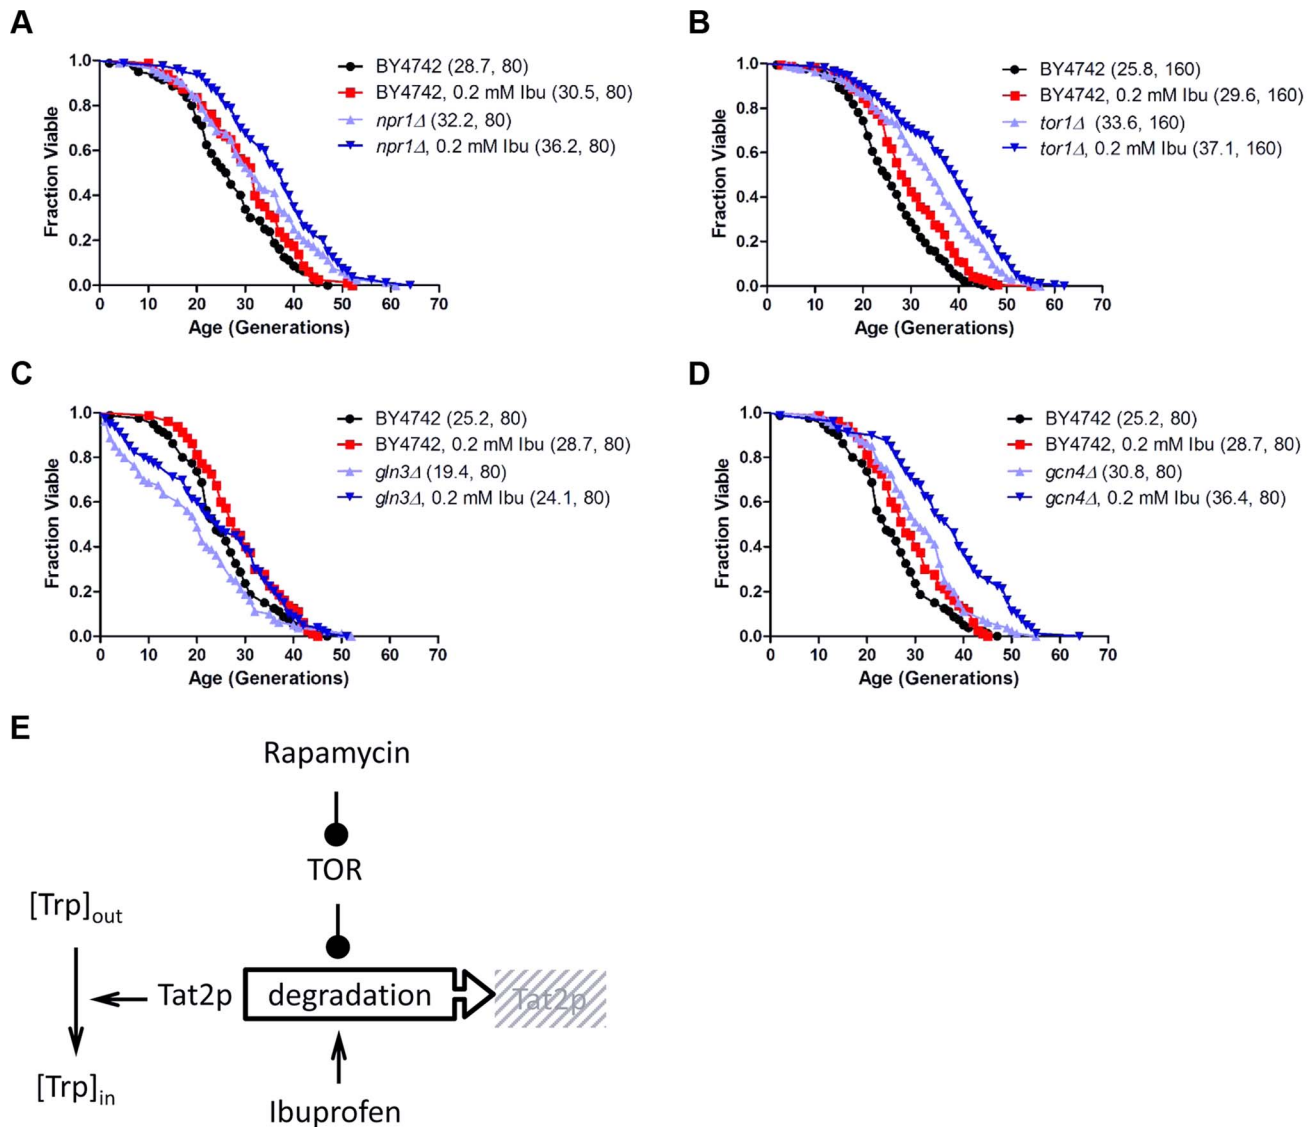 A
BY4742 (28.7, 80)
BY4742, 0.2 mM Ibu (30.5, 80)
npr1Δ (32.2, 80)
npr1Δ, 0.2 mM Ibu (36.2, 80)
Fraction Viable
1.0
0.8
0.6
0.4
0.2
0.0
0 10 20 30 40 50 60 70
Age (Generations)
B
BY4742 (25.8, 160)
BY4742, 0.2 mM Ibu (29.6, 160)
tor1Δ (33.6, 160)
tor1Δ, 0.2 mM Ibu (37.1, 160)
Fraction Viable
1.0
0.8
0.6
0.4
0.2
0.0
0 10 20 30 40 50 60 70
Age (Generations)
C
BY4742 (25.2, 80)
BY4742, 0.2 mM Ibu (28.7, 80)
gln3Δ (19.4, 80)
gln3Δ, 0.2 mM Ibu (24.1, 80)
Fraction Viable
1.0
0.8
0.6
0.4
0.2
0.0
0 10 20 30 40 50 60 70
Age (Generations)
D
BY4742 (25.2, 80)
BY4742, 0.2 mM Ibu (28.7, 80)
gcn4Δ (30.8, 80)
gcn4Δ, 0.2 mM Ibu (36.4, 80)
Fraction Viable
1.0
0.8
0.6
0.4
0.2
0.0
0 10 20 30 40 50 60 70
Age (Generations)
E
Rapamycin
TOR
[Trp]out
Tat2p degradation Tat2p
[Trp]in
Ibuprofen